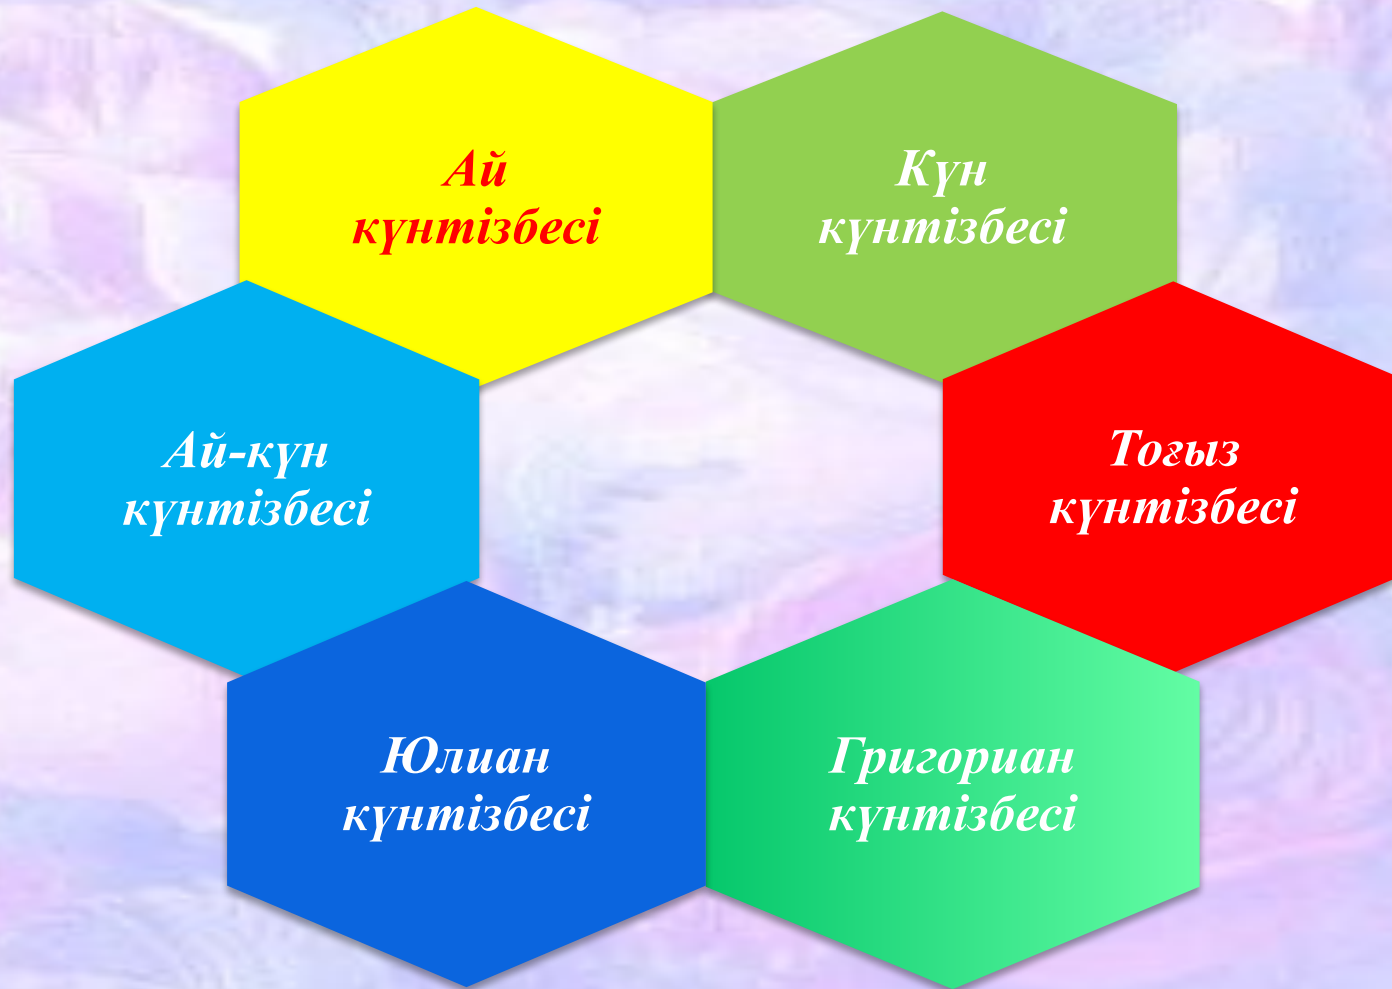 Ай
күнтізбесі
Күн
күнтізбесі
Ай-күн
күнтізбесі
Тоғыз
күнтізбесі
Юлиан
күнтізбесі
Григориан
күнтізбесі